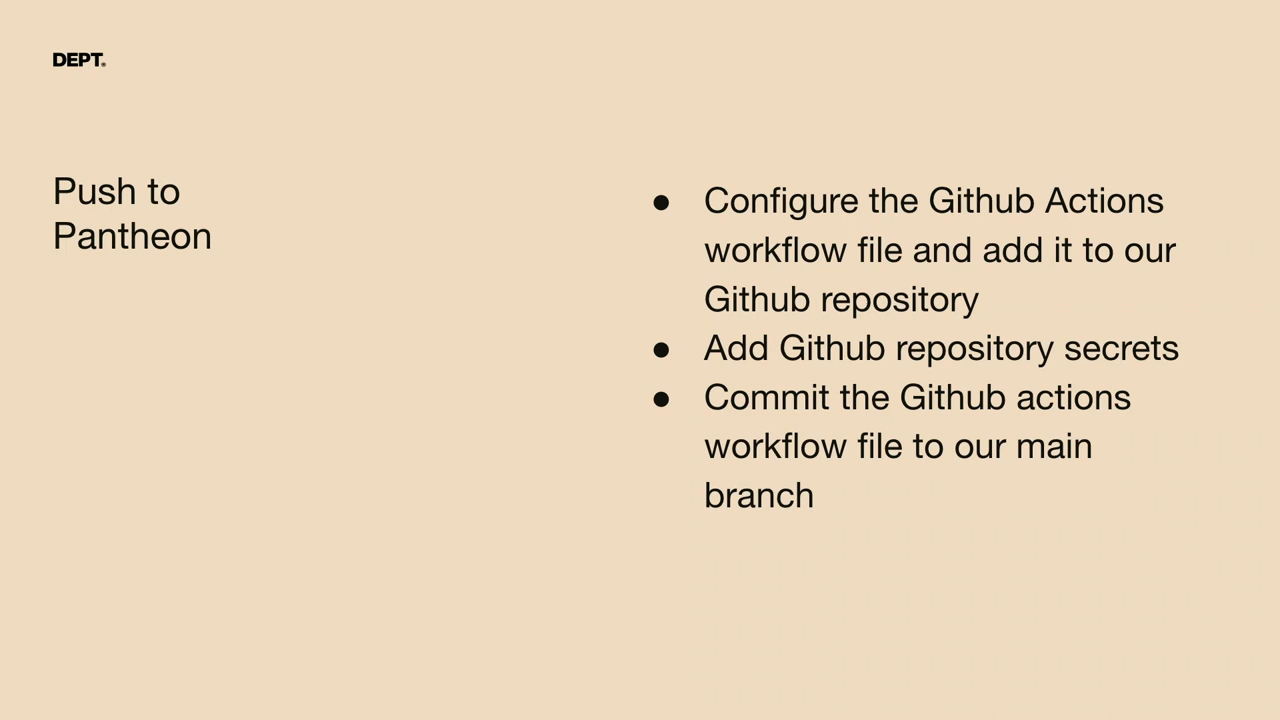 DEPT®
Push to
Pantheon
● Configure the Github Actions
workflow file and add it to our
Github repository
● Add Github repository secrets
● Commit the Github actions
workflow file to our main
branch